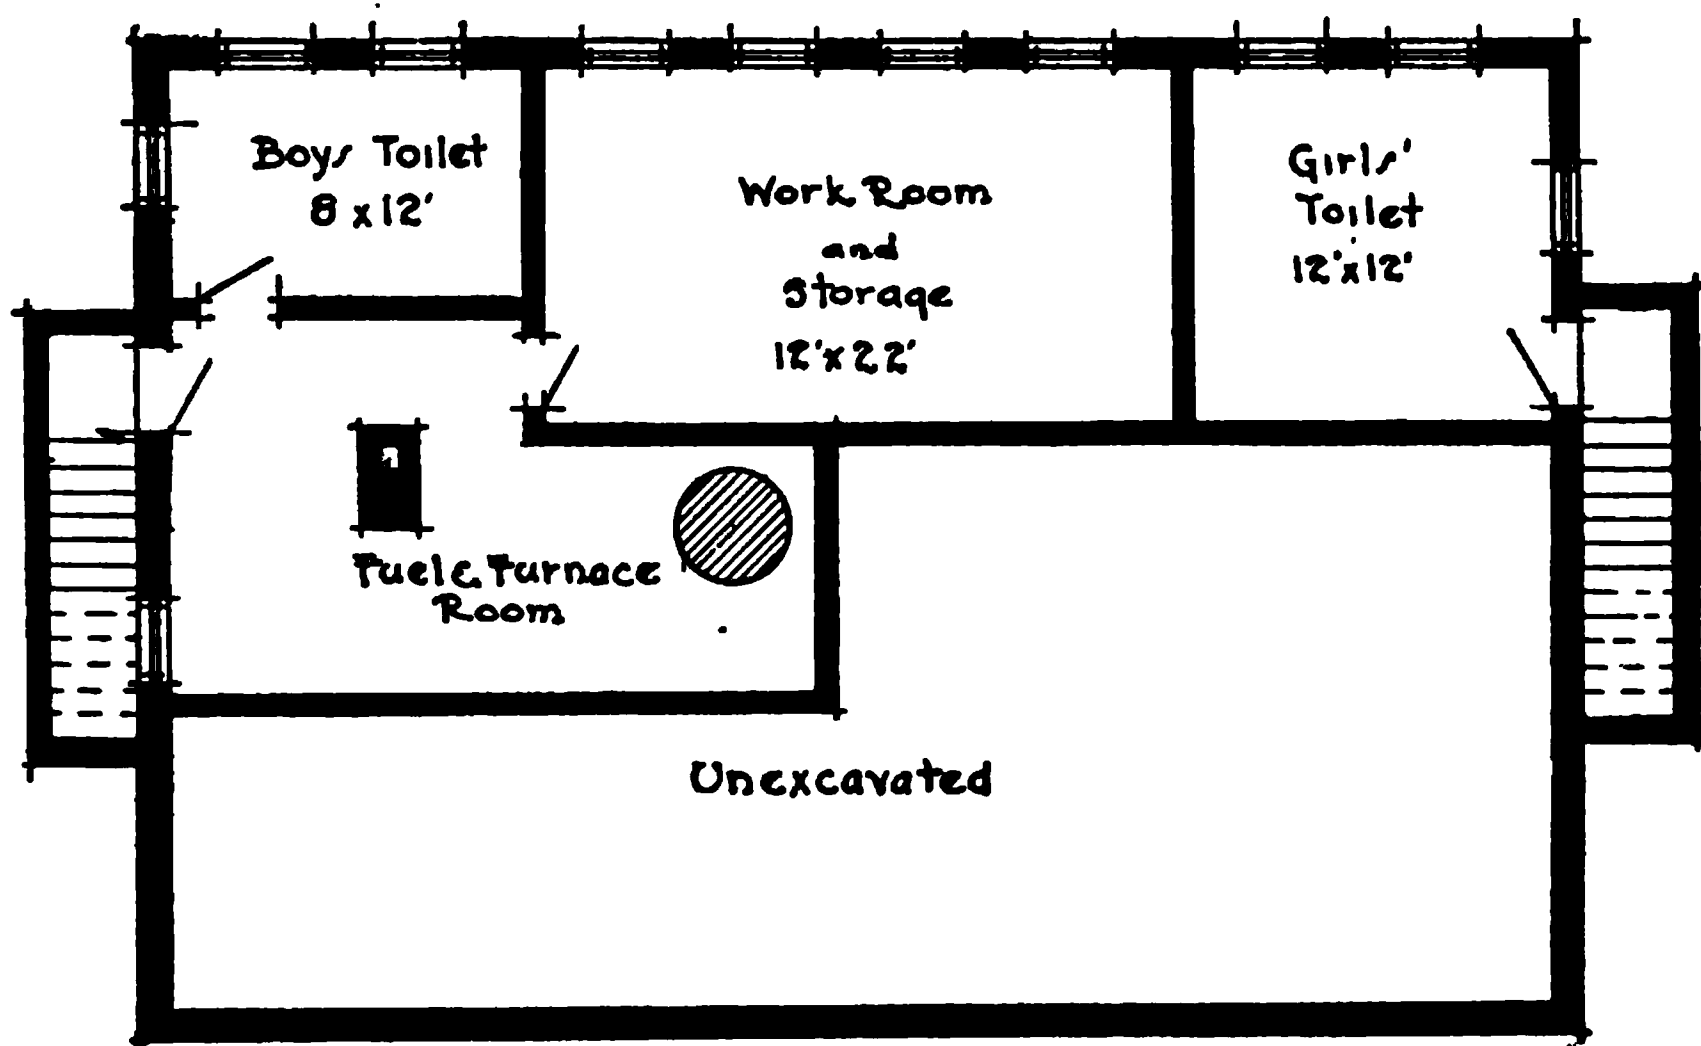 Boys Toilet
8 x 12'
Work Room
and
Storage
12' x 22'
Girls'
Toilet
12' x 12'
Fuel & Furnace
Room
Unexcavated